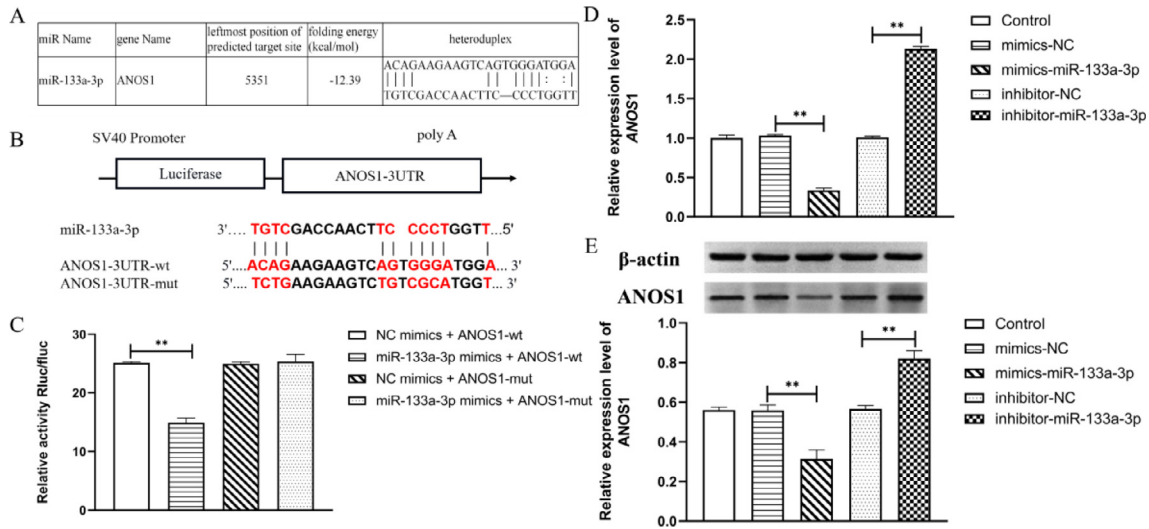 A
miR Name gene Name leftmost position of predicted target site folding energy (kcal/mol) heteduplex
miR-133a-3p ANOS1 5351 -12.39
ACAGAAGAAGTCAGTGGGATGGA
TGTCGACCAACTTC—CCCTGGTT
B
SV40 Promoter poly A
Luciferase ANOS1-3UTR
miR-133a-3p 3'.... TGTCGACCAACTTC CCCTGGTT...5'
ANOS1-3UTR-wt 5'....ACAGAAGAAGTCAGTGGGATGGA... 3'
ANOS1-3UTR-mut 5'.... TCTGAAGAAGTCTGTCGCATGGT... 3'
C
Relative activity Rluc/fluc
30
20
10
0
**
NC mimics + ANOS1-wt
miR-133a-3p mimics + ANOS1-wt
NC mimics + ANOS1-mut
miR-133a-3p mimics + ANOS1-mut
D
Relative expression level of
ANOS1
2.5
2.0
1.5
1.0
0.5
0.0
**
**
Control
mimics-NC
mimics-miR-133a-3p
inhibitor-NC
inhibitor-miR-133a-3p
E
β-actin
ANOS1
Relative expression level of
ANOS1
1.0
0.8
0.6
0.4
0.2
0.0
**
**
Control
mimics-NC
mimics-miR-133a-3p
inhibitor-NC
inhibitor-miR-133a-3p